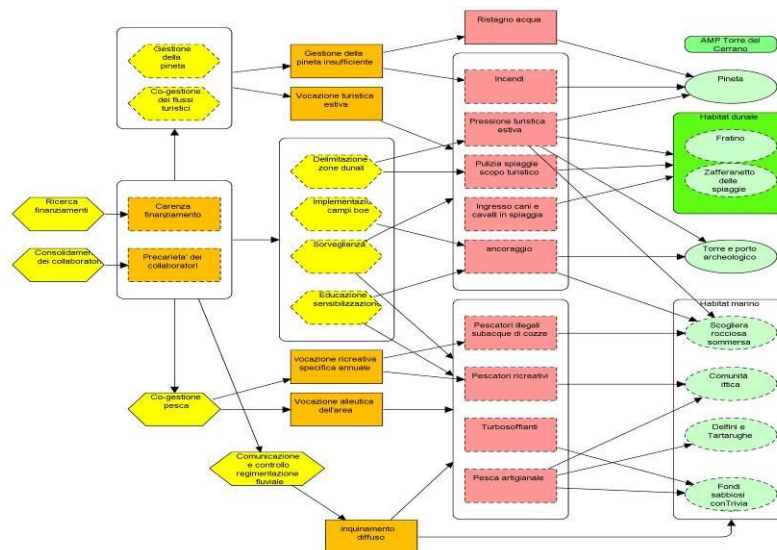 Gestione
della
pineta
Co-gestione
dei flussi
turistici
Ricerca
finanziamenti
Consolidament
dei collaborator
Carenza
finanziamento
Precarieta' dei
collaboratori
Co-gestione
pesca
Comunicazione
e controllo
regimentazione
fluviale
Gestione della
pineta insufficiente
Vocazione turistica
estiva
Delimitazione
zone dunali
Implementazio
campi boe
Sorveglianza
Educazione
sensibilizzazione
vocazione ricreativa
specifica annuale
Vocazione alieutica
dell'area
inquinamento
diffuso
Ristagno acqua
Incendi
Pressione turistica
estiva
Pulizia spiagge
scopo turistico
Ingresso cani e
cavalli in spiaggia
ancoraggio
Pescatori illegali
subacque di cozze
Pescatori ricreativi
Turbosoffianti
Pesca artigianale
AMP Torre del
Cerrano
Pineta
Habitat dunale
Fratino
Zafferanetto
delle
spiagge
Torre e porto
archeologico
Habitat marino
Scogliera
rocciosa
sommersa
Comunità
ittica
Delfini e
Tartarughe
Fondi
sabbiosi
conTrivia